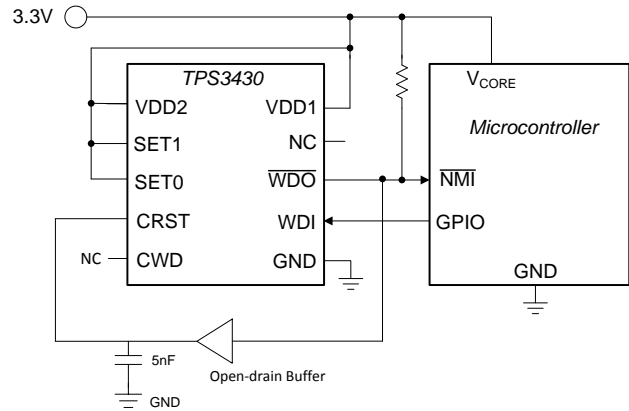 3.3V
TPS3430
VDD2
VDD1
VCORE
SET1
NC
Microcontroller
SET0
WDO
NMI
CRST
WDI
GPIO
NC
CWD
GND
GND
5nF
Open-drain Buffer
GND